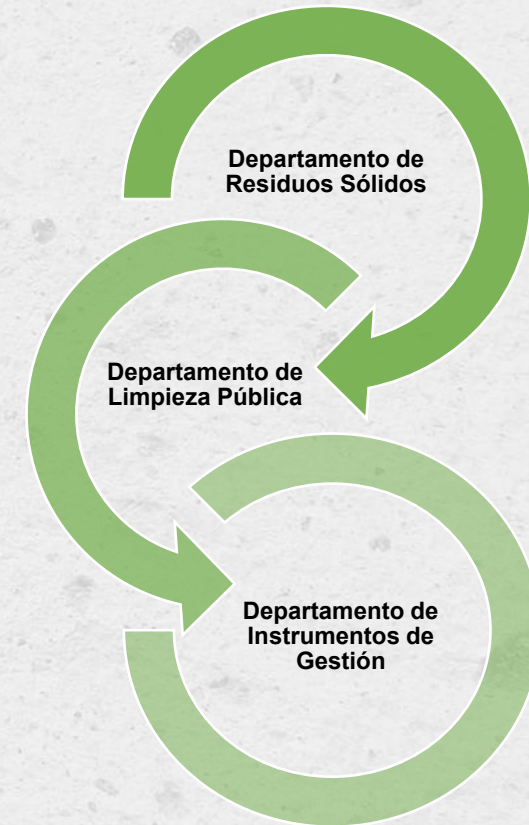 Departamento de
Residuos Sólidos
Departamento de
Limpieza Pública
Departamento de
Instrumentos de
Gestión